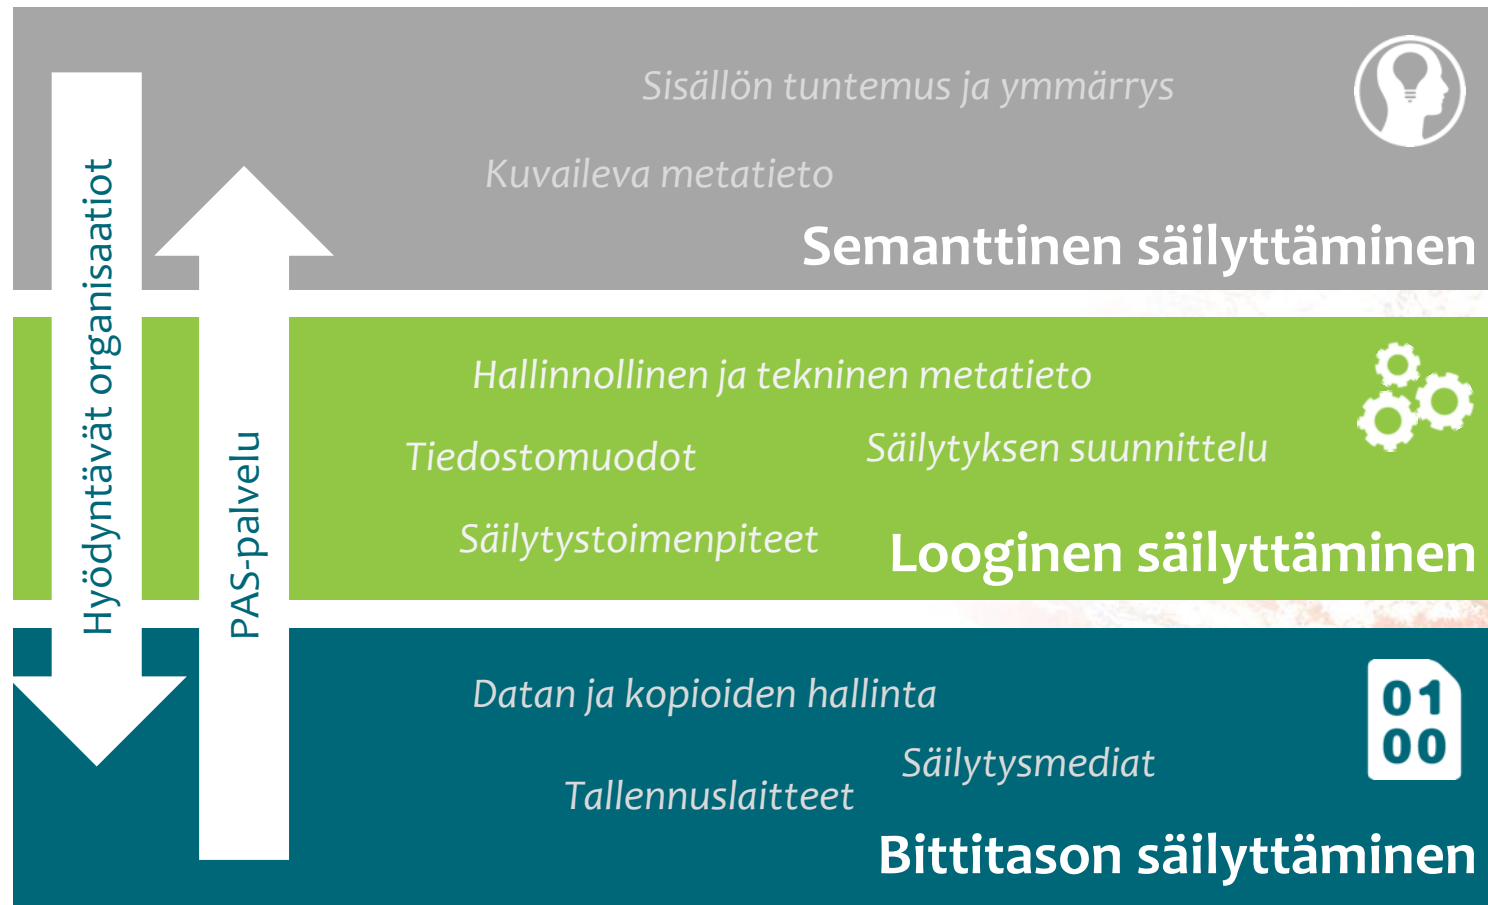 Sisällön tuntemus ja ymmärrys
Kuvaileva metatieto
Semanttinen säilyttäminen
Hyödyntävät organisaatiot
PAS-palvelu
Hallinnollinen ja tekninen metatieto
Tiedostomuodot
Säilytyksen suunnittelu
Säilytystoimenpiteet
Looginen säilyttäminen
Datan ja kopioiden hallinta
Säilytysmediat
Tallennuslaitteet
Bittitason säilyttäminen
01
00